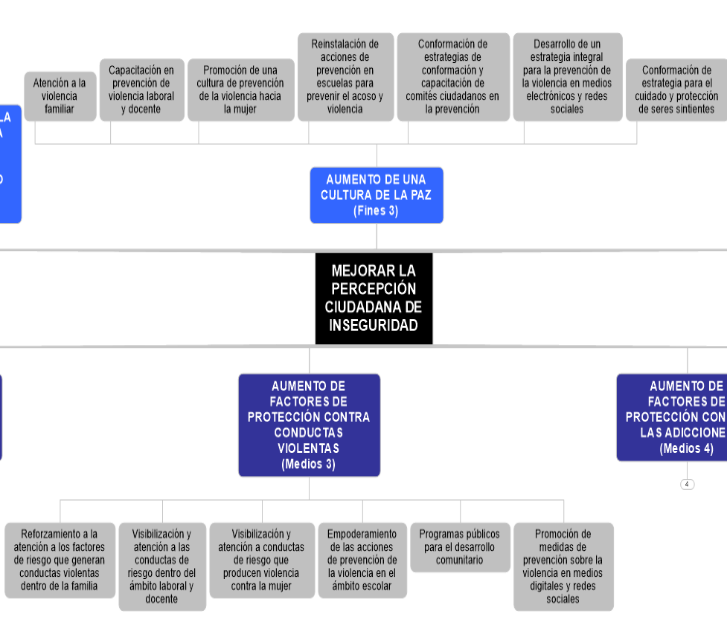 Atención a la
violencia
familiar
Capacitación en
prevención de
violencia laboral
y docente
Promoción de una
cultura de prevención
de la violencia hacia
la mujer
Reinstalación de
acciones de
prevención en
escuelas para
prevenir el acoso y
violencia
Conformación de
estrategias de
conformación y
capacitación de
comités ciudadanos en
la prevención
Desarrollo de un
estrategia integral
para la prevención de
la violencia en medios
electrónicos y redes
sociales
Conformación de
estrategia para el
cuidado y protección
de seres sintientes
LA
A
O
AUMENTO DE UNA
CULTURA DE LA PAZ
(Fines 3)
MEJORAR LA
PERCEPCIÓN
CIUDADANA DE
INSEGURIDAD
AUMENTO DE
FACTORES DE
PROTECCIÓN CONTRA
CONDUCTAS
VIOLENTAS
(Medios 3)
AUMENTO DE
FACTORES DE
PROTECCIÓN CON
LAS ADICCIONE
(Medios 4)
4
Reforzamiento a la
atención a los factores
de riesgo que generan
conductas violentas
dentro de la familia
Visibilización y
atención a las
conductas de
riesgo dentro del
ámbito laboral y
docente
Visibilización y
atención a conductas
de riesgo que
producen violencia
contra la mujer
Empoderamiento
de las acciones
de prevención de
la violencia en el
ámbito escolar
Programas públicos
para el desarrollo
comunitario
Promoción de
medidas de
prevención sobre la
violencia en medios
digitales y redes
sociales